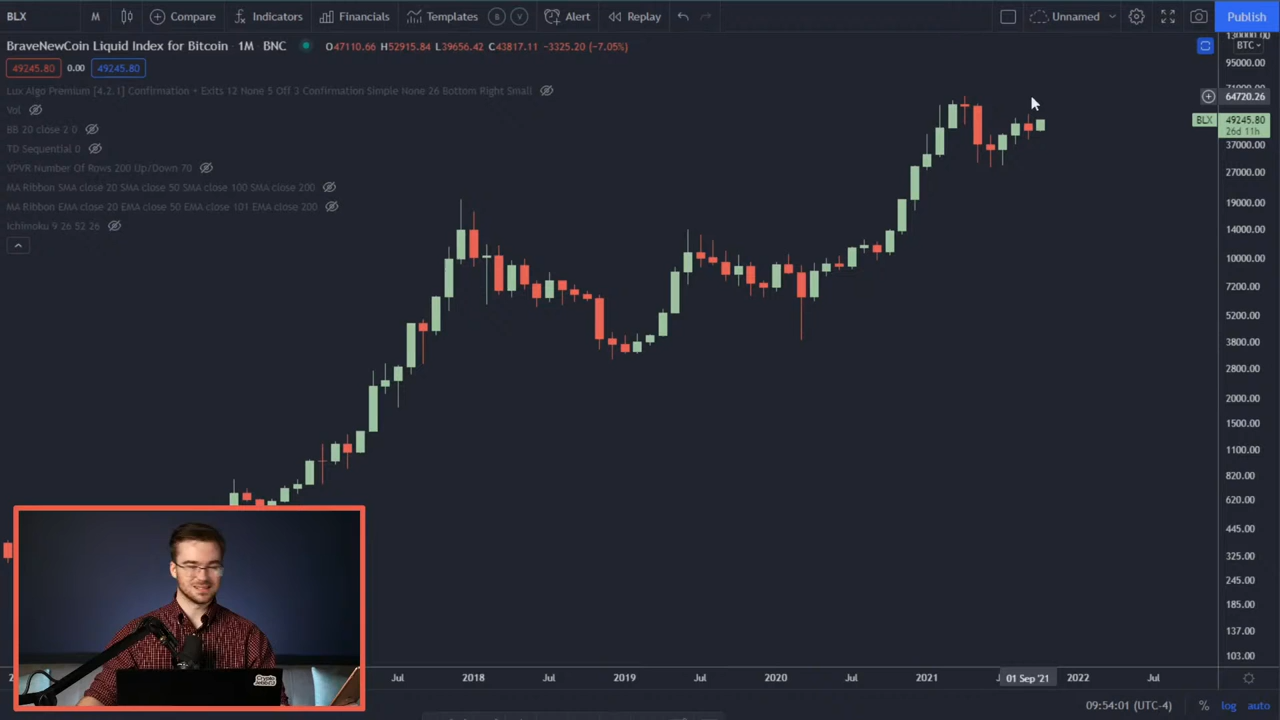 BLX M Compare Indicators Financials Templates B V Alert Replay Unnamed Publish
BraveNewCoin Liquid Index for Bitcoin · 1M · BNC O47110.66 H52915.84 L39656.42 C43817.11 −3325.20 (−7.05%)
49245.80 0.00 49245.80
Lux Algo Premium [4.2.1] Confirmation + Exits 12 None 5 Off 2 Confirmation Simple None 26 Bottom Right Small
Vol
BB 20 close 2 0
TD Sequential 0
VPVR Number Of Rows 200 Up/Down 70
MA Ribbon SMA close 20 SMA close 50 SMA close 100 SMA close 200
MA Ribbon EMA close 20 EMA close 50 EMA close 101 EMA close 200
Ichimoku 9 26 52 26
BTC
95000.00
64720.26
BLX 49245.80
26d 11h
37000.00
27000.00
19000.00
14000.00
10000.00
7200.00
5200.00
3800.00
2800.00
2000.00
1500.00
1100.00
820.00
620.00
445.00
325.00
245.00
185.00
137.00
103.00
Jul 2018 Jul 2019 Jul 2020 Jul 2021 01 Sep '21 2022 Jul
09:54:01 (UTC-4) % log auto